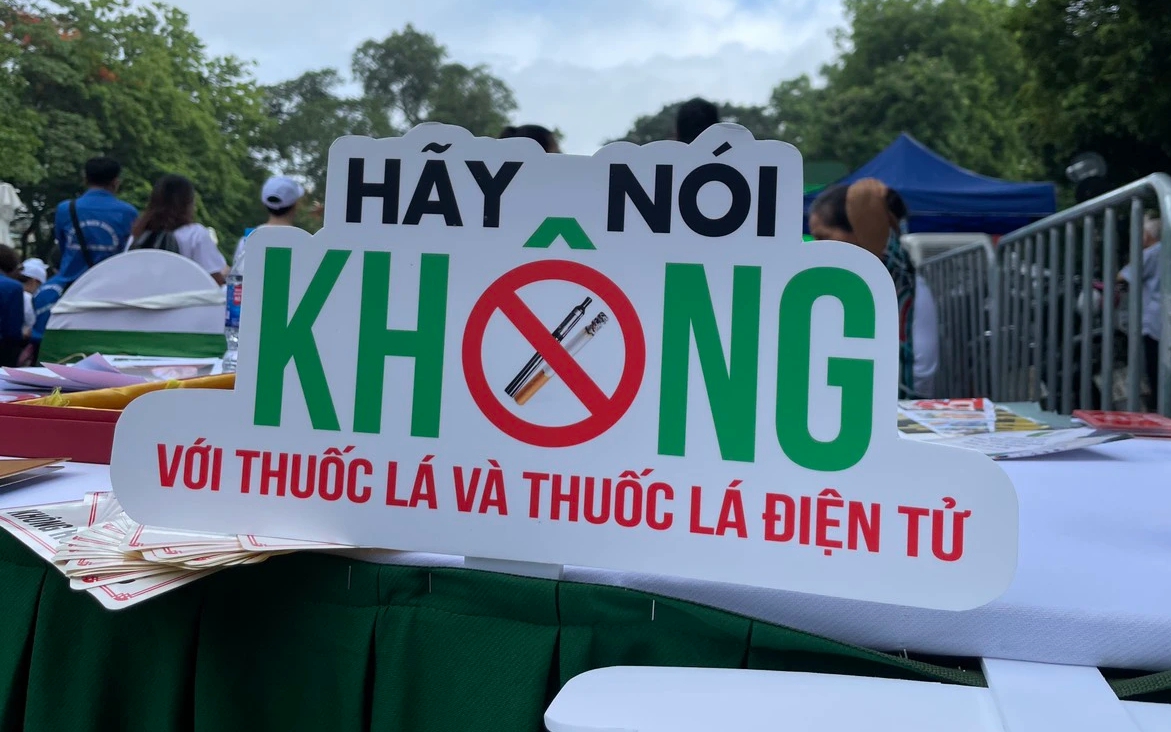 HÃY NÓI
KHÔNG
VỚI THUỐC LÁ VÀ THUỐC LÁ ĐIỆN TỬ